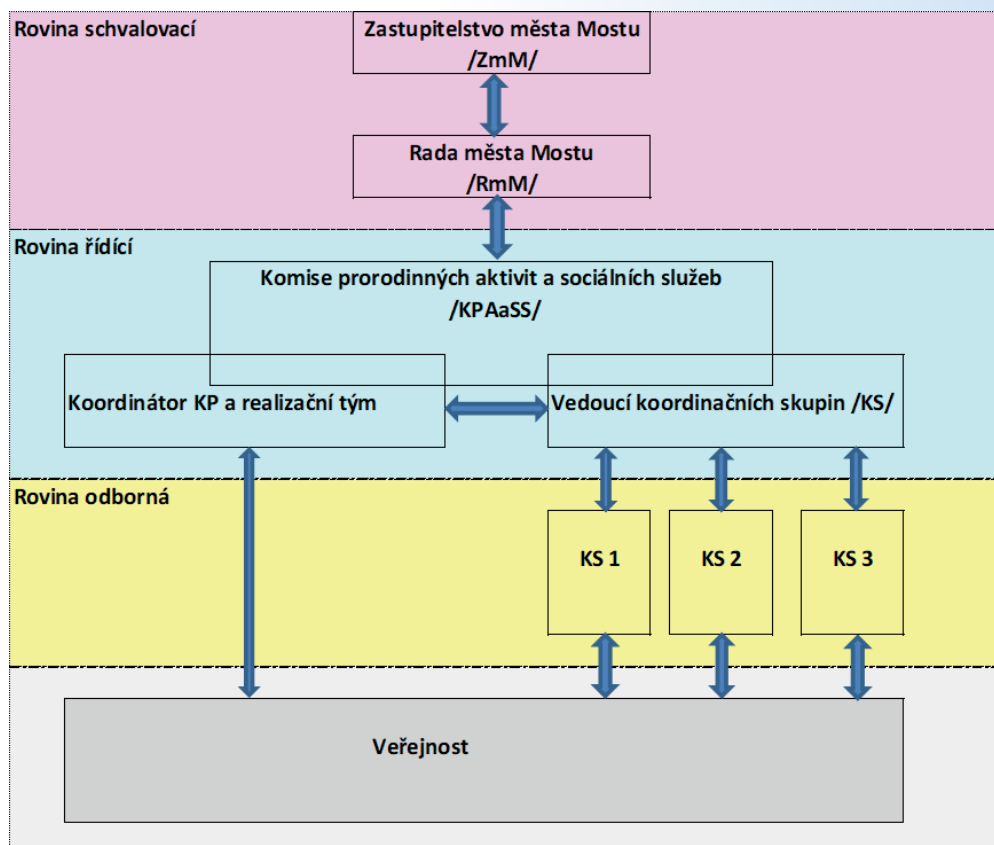 Rovina schvalovací
Zastupitelstvo města Mostu
/ZmM/
Rada města Mostu
/RmM/
Rovina řídící
Komise prorodinných aktivit a sociálních služeb
/KPAaSS/
Koordinátor KP a realizační tým
Vedoucí koordinačních skupin /KS/
Rovina odborná
KS 1
KS 2
KS 3
Veřejnost